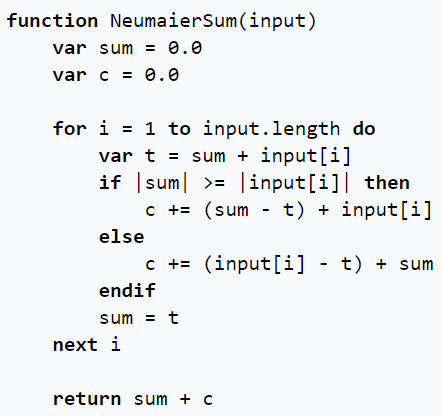 function NeumaierSum(input)
    var sum = 0.0
    var c = 0.0

    for i = 1 to input.length do
        var t = sum + input[i]
        if |sum| >= |input[i]| then
            c += (sum - t) + input[i]
        else
            c += (input[i] - t) + sum
        endif
        sum = t
    next i

    return sum + c